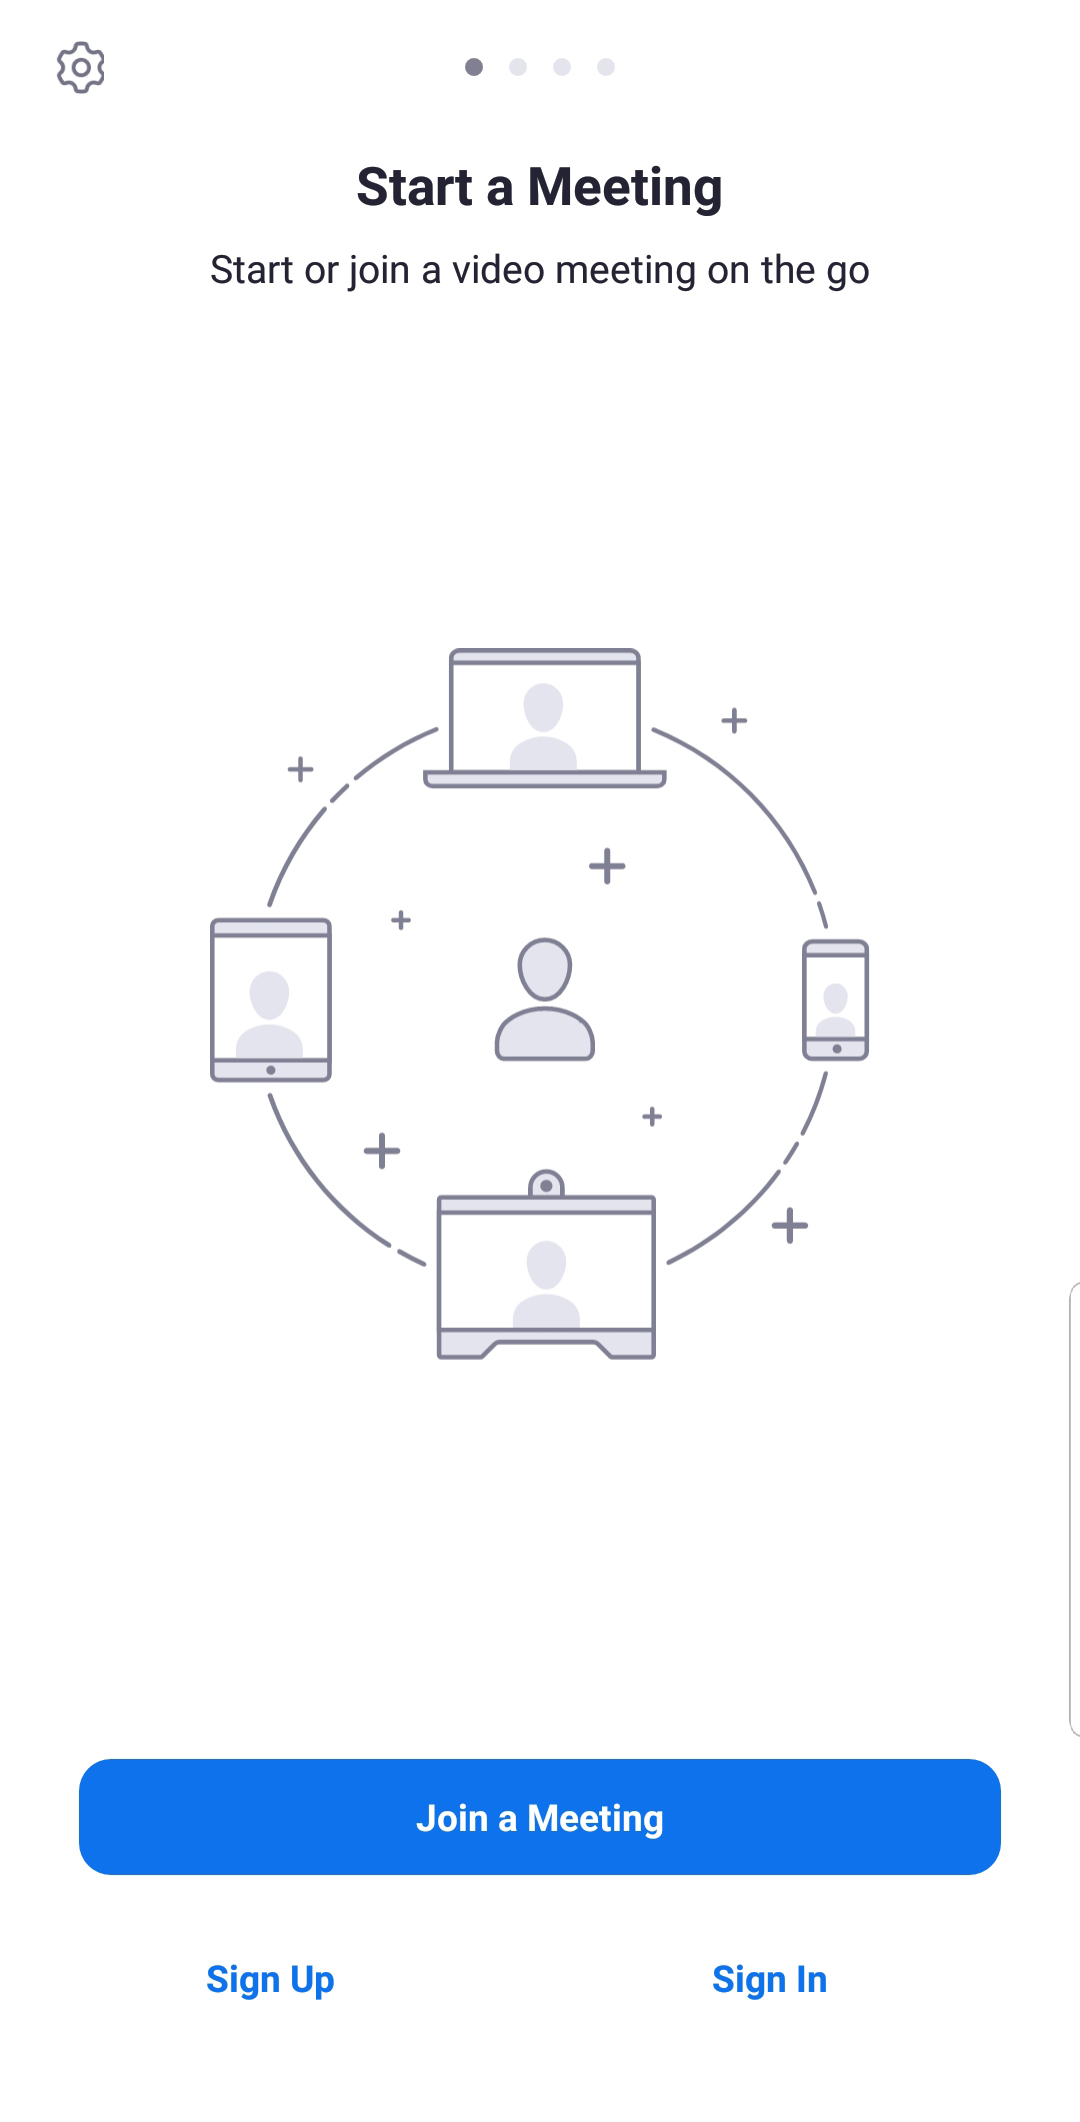 Start a Meeting
Start or join a video meeting on the go
Join a Meeting
Sign Up
Sign In